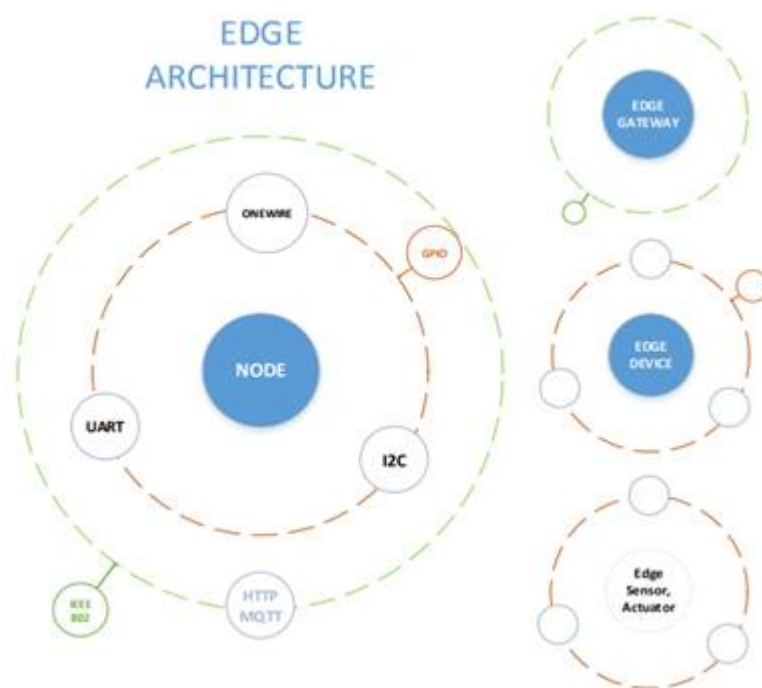 EDGE
ARCHITECTURE
EDGE
GATEWAY
ONEWIRE
GPIO
NODE
EDGE
DEVICE
UART
I2C
IEEE
802
HTTP
MQTT
Edge
Sensor,
Actuator